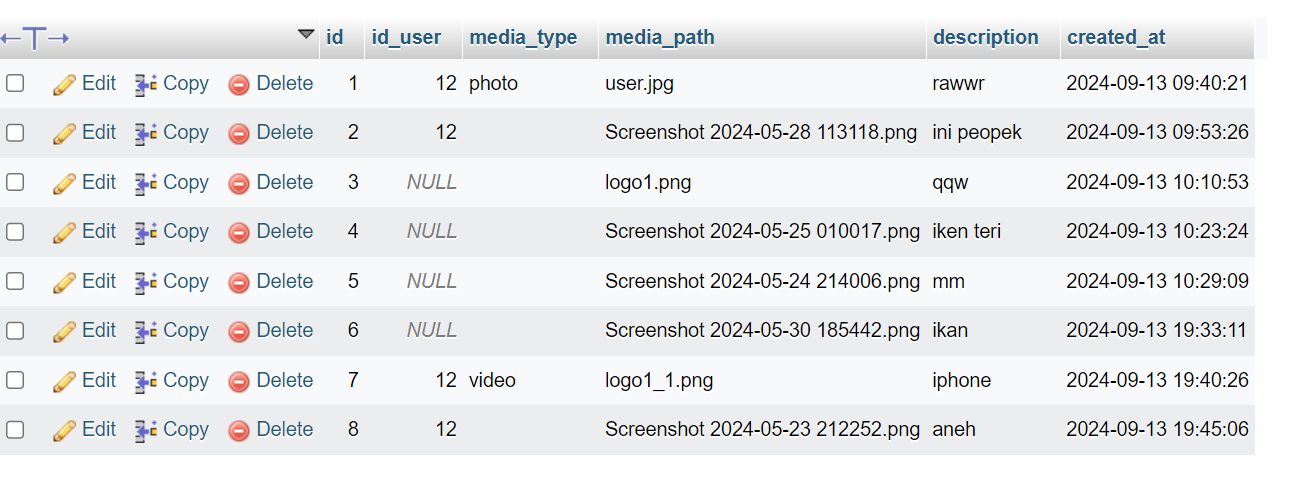 id id_user media_type media_path description created_at
Edit Copy Delete 1 12 photo user.jpg rawwr 2024-09-13 09:40:21
Edit Copy Delete 2 12 Screenshot 2024-05-28 113118.png ini peopek 2024-09-13 09:53:26
Edit Copy Delete 3 NULL logo1.png qqw 2024-09-13 10:10:53
Edit Copy Delete 4 NULL Screenshot 2024-05-25 010017.png iken teri 2024-09-13 10:23:24
Edit Copy Delete 5 NULL Screenshot 2024-05-24 214006.png mm 2024-09-13 10:29:09
Edit Copy Delete 6 NULL Screenshot 2024-05-30 185442.png ikan 2024-09-13 19:33:11
Edit Copy Delete 7 12 video logo1_1.png iphone 2024-09-13 19:40:26
Edit Copy Delete 8 12 Screenshot 2024-05-23 212252.png aneh 2024-09-13 19:45:06